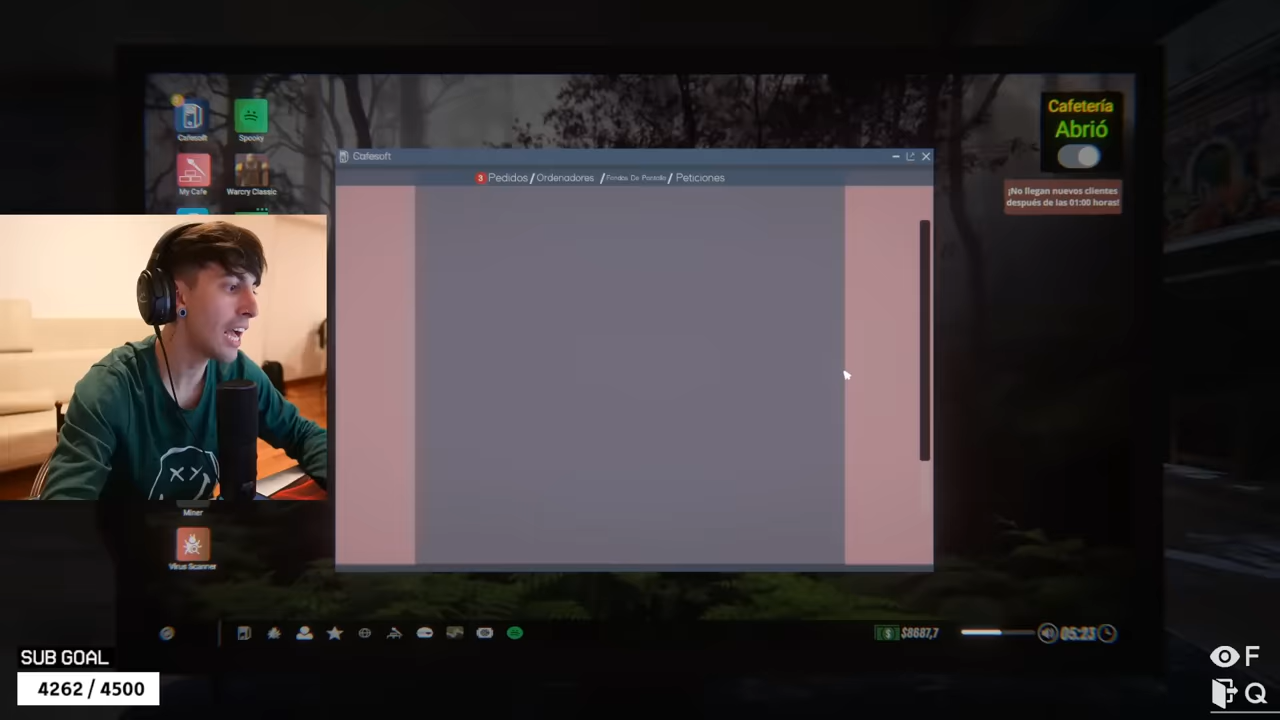 Cafesoft
Spooky
My Cafe
Warcry Classic
Cafesoft
3 Pedidos / Ordenadores / Fondos De Pantalla / Peticiones
Cafetería
Abrió
¡No llegan nuevos clientes
después de las 01:00 horas!
Miner
Virus Scanner
$8687,7
05:23
SUB GOAL
4262 / 4500
F
Q